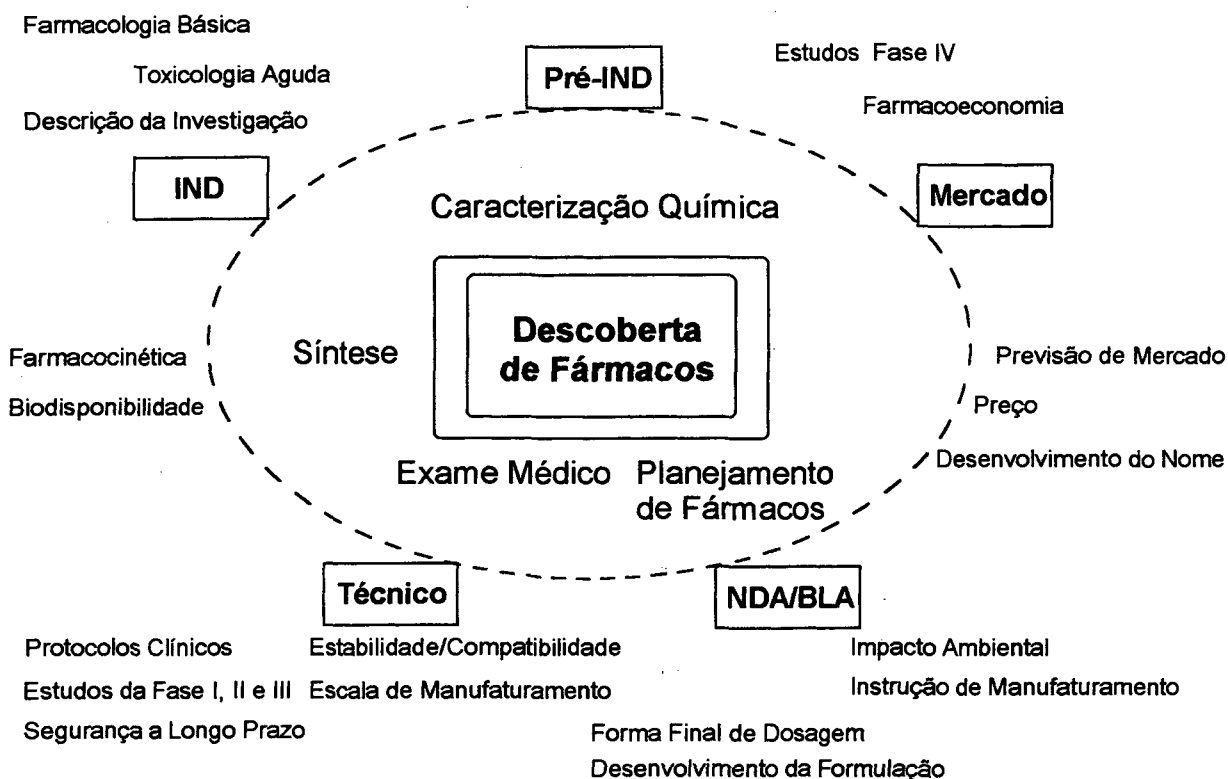 Farmacologia Básica
Toxicologia Aguda
Descrição da Investigação
Pré-IND
Estudos Fase IV
Farmacoeconomia
IND
Mercado
Caracterização Química
Síntese
Descoberta
de Fármacos
Exame Médico
Planejamento
de Fármacos
Farmacocinética
Biodisponibilidade
Previsão de Mercado
Preço
Desenvolvimento do Nome
Técnico
NDA/BLA
Protocolos Clínicos
Estudos da Fase I, II e III
Segurança a Longo Prazo
Estabilidade/Compatibilidade
Escala de Manufaturamento
Impacto Ambiental
Instrução de Manufaturamento
Forma Final de Dosagem
Desenvolvimento da Formulação